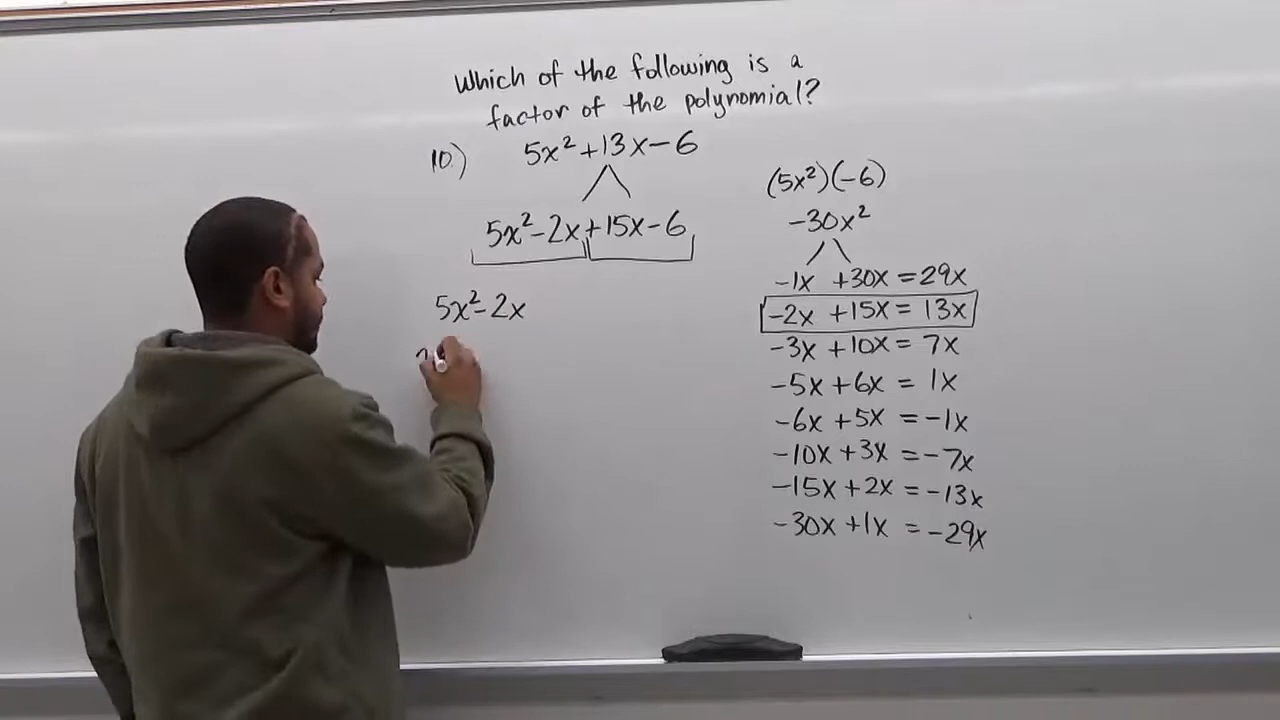 Which of the following is a
factor of the polynomial?
10.) 5x²+13x-6
5x²-2x+15x-6
5x²-2x
(5x²)(-6)
-30x²
-1x +30x = 29x
-2x +15x = 13x
-3x +10x = 7x
-5x +6x = 1x
-6x +5x = -1x
-10x +3x = -7x
-15x +2x = -13x
-30x +1x = -29x